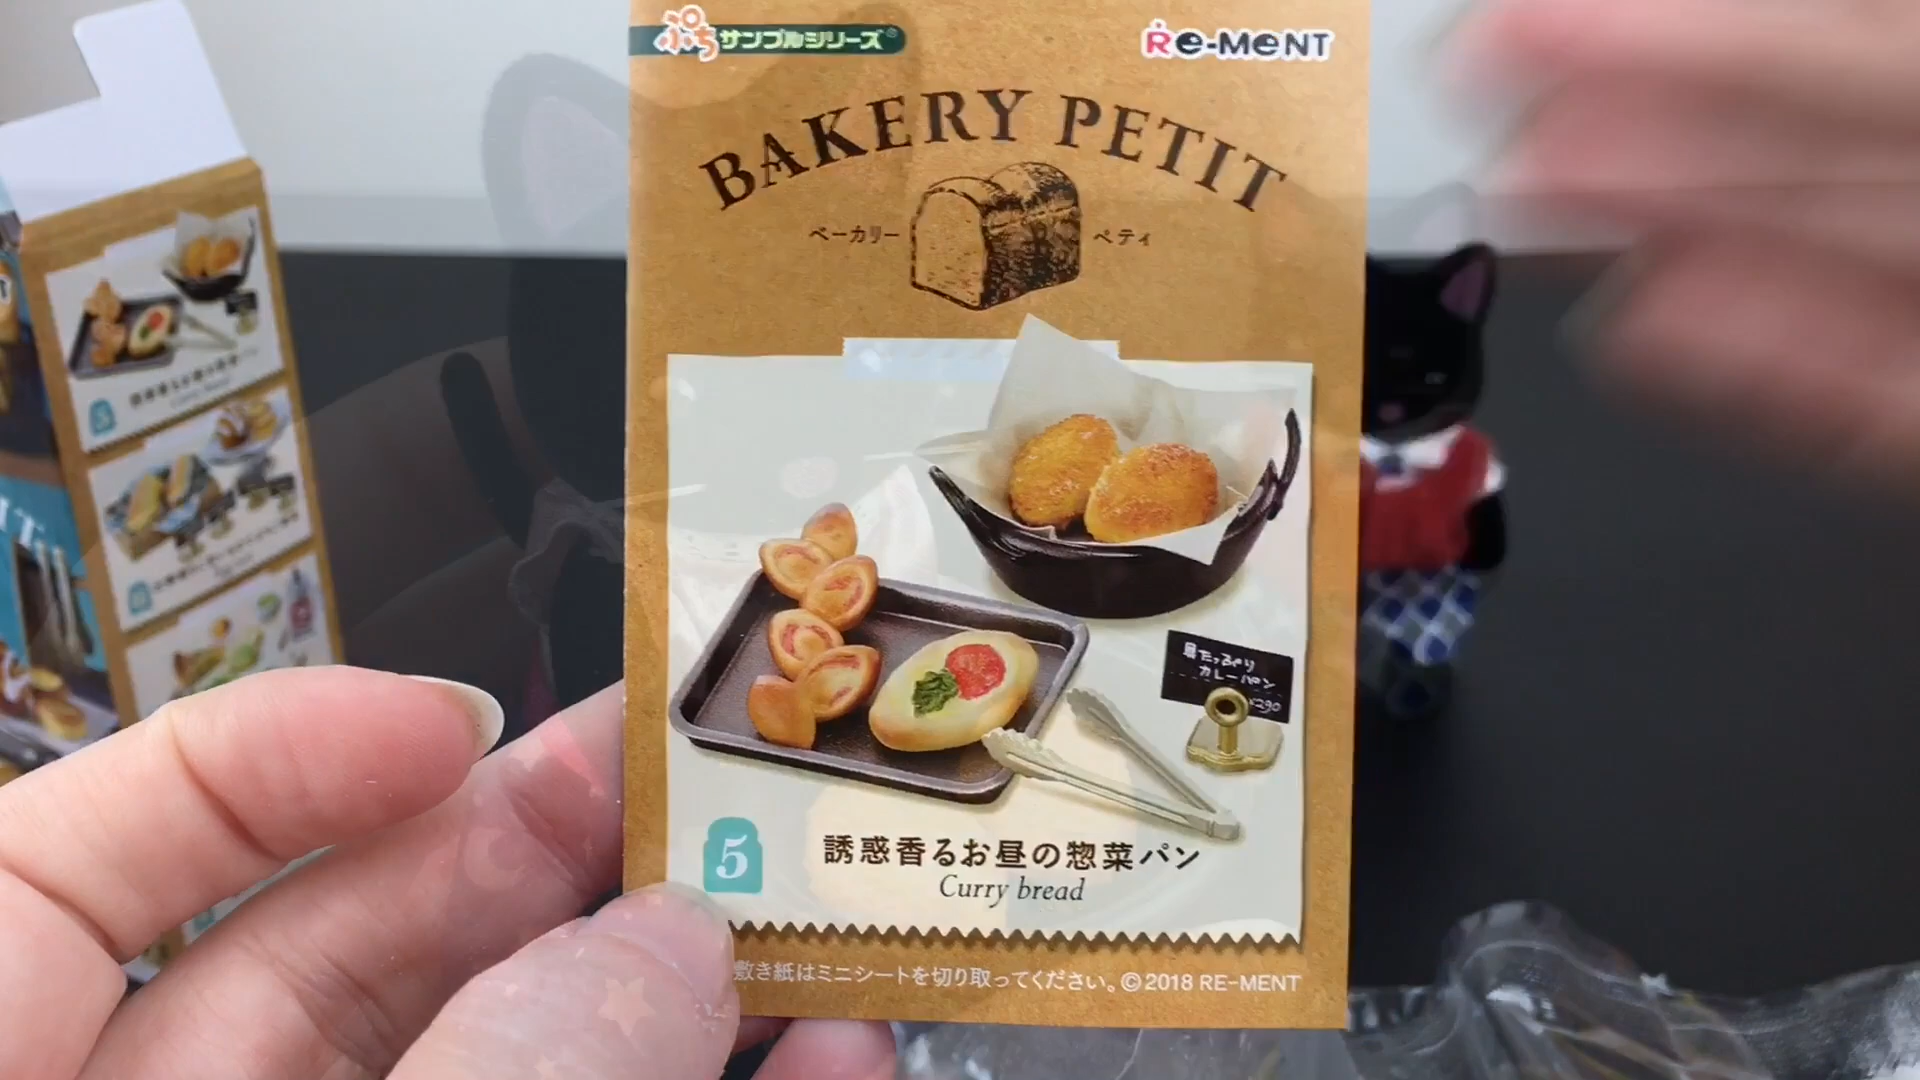 ぷちサンプルシリーズ®
Re-MeNT
BAKERY PETIT
ベーカリー ペティ
具たっぷり
カレーパン
¥290
5
誘惑香るお昼の惣菜パン
Curry bread
敷き紙はミニシートを切り取ってください。©2018 RE-MENT